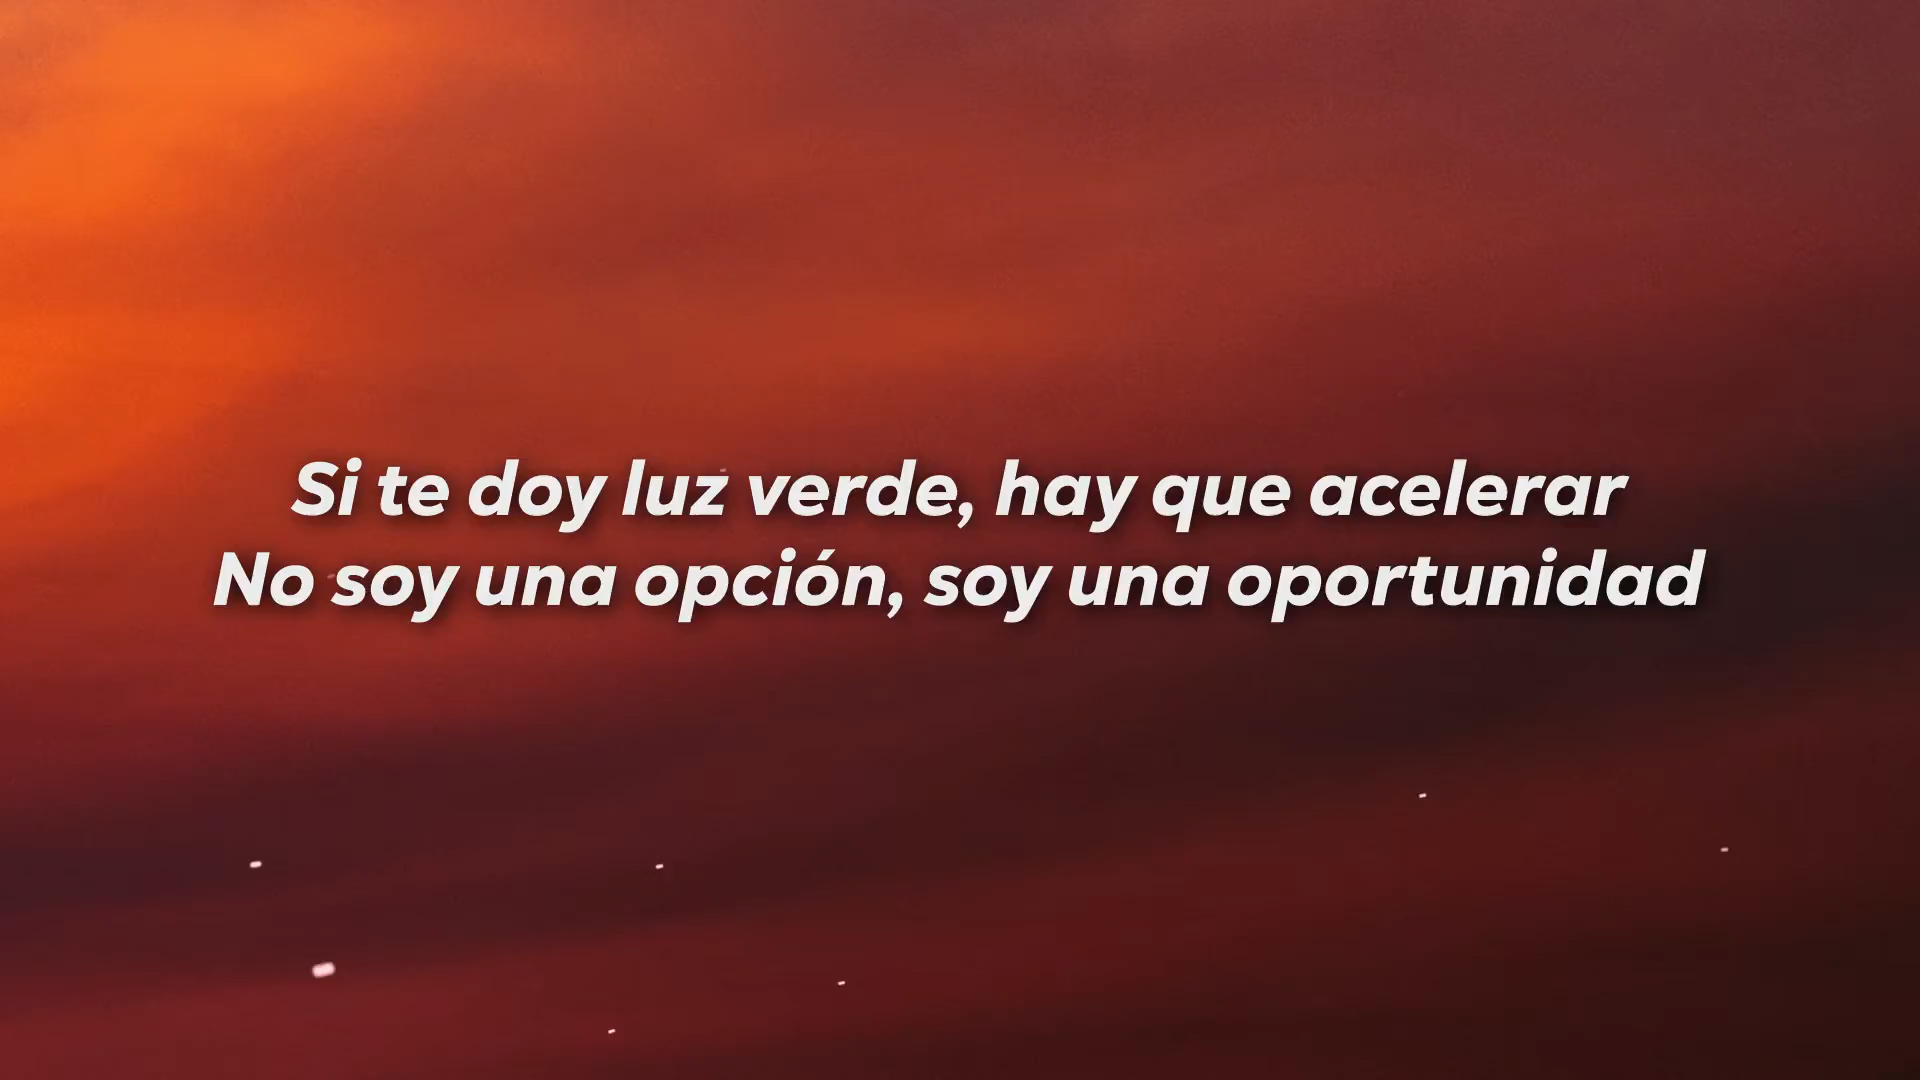 Si te doy luz verde, hay que acelerar
No soy una opción, soy una oportunidad